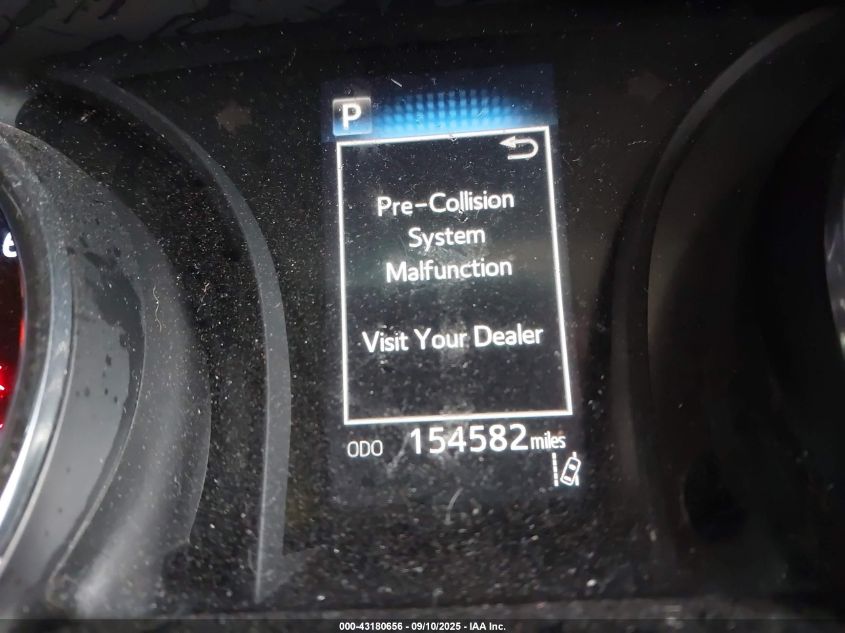 P
Pre-Collision
System
Malfunction
Visit Your Dealer
ODO 154582 miles
000-43180656 - 09/10/2025 - IAA Inc.